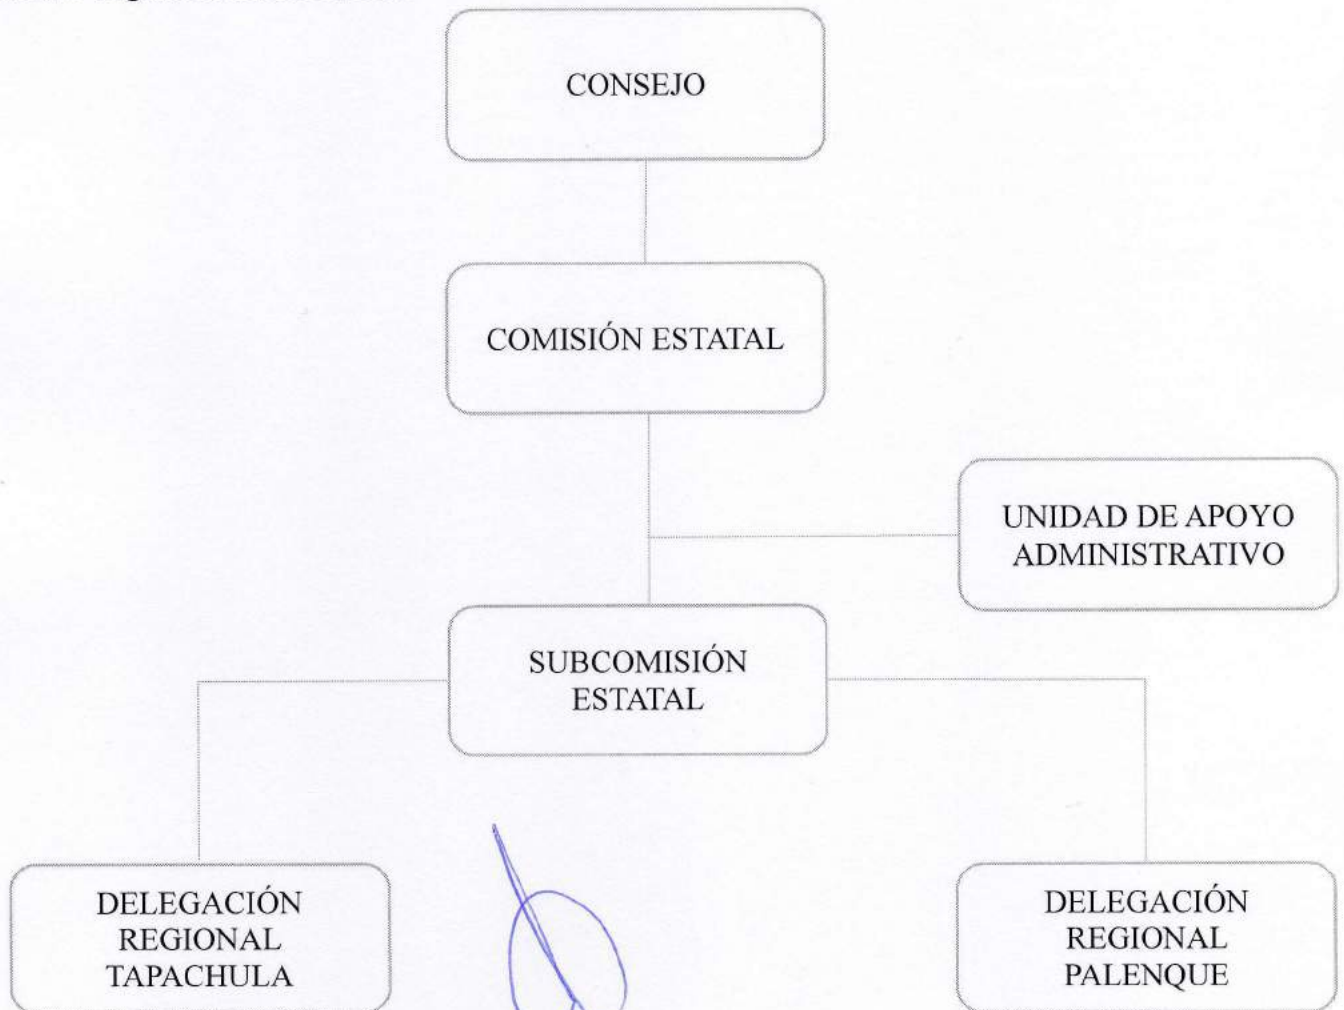 CONSEJO
COMISIÓN ESTATAL
UNIDAD DE APOYO
ADMINISTRATIVO
SUBCOMISIÓN
ESTATAL
DELEGACIÓN
REGIONAL
TAPACHULA
DELEGACIÓN
REGIONAL
PALENQUE